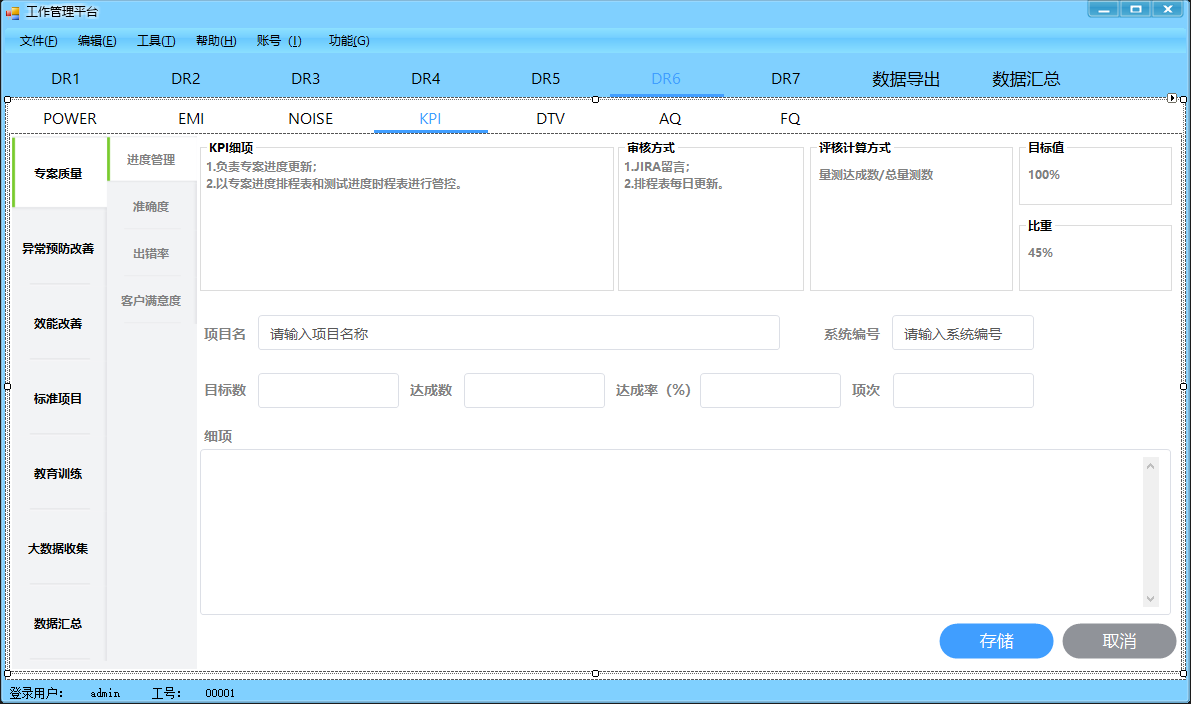 工作管理平台
文件(F) 编辑(E) 工具(T) 帮助(H) 账号 (I) 功能(G)
DR1 DR2 DR3 DR4 DR5 DR6 DR7 数据导出 数据汇总
POWER EMI NOISE KPI DTV AQ FQ
专案质量
异常预防改善
效能改善
标准项目
教育训练
大数据收集
数据汇总
进度管理
准确度
出错率
客户满意度
KPI细项
1.负责专案进度更新;
2.以专案进度排程表和测试进度时程表进行管控。
审核方式
1.JIRA留言;
2.排程表每日更新。
评核计算方式
量测达成数/总量测数
目标值
100%
比重
45%
项目名 请输入项目名称 系统编号 请输入系统编号
目标数 达成数 达成率（%） 项次
细项
存储 取消
登录用户： admin 工号： 00001